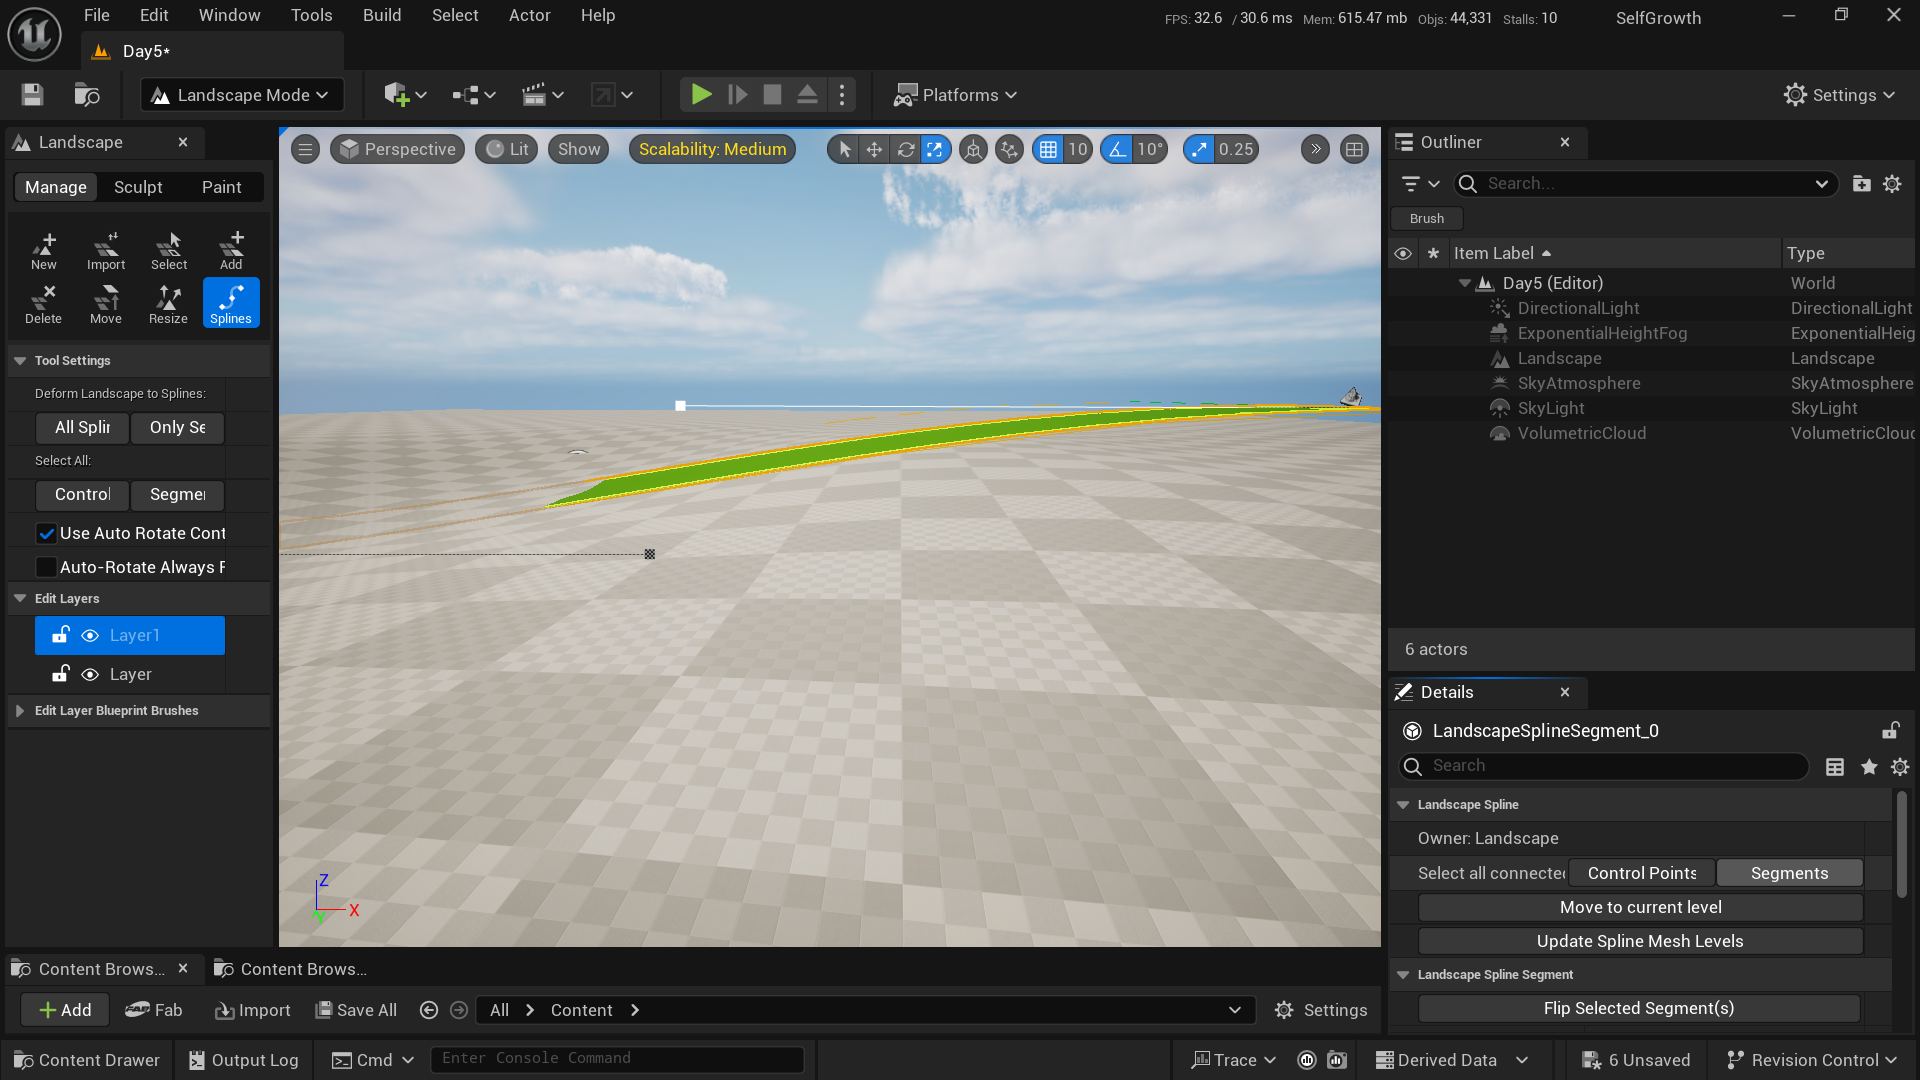 File Edit Window Tools Build Select Actor Help
FPS: 32.6 / 30.6 ms Mem: 615.47 mb Objs: 44,331 Stalls: 10
SelfGrowth
Day5*
Landscape Mode
Platforms
Settings
Landscape
Manage Sculpt Paint
New Import Select Add
Delete Move Resize Splines
Tool Settings
Deform Landscape to Splines:
All Splir Only Se
Select All:
Control Segmer
Use Auto Rotate Cont
Auto-Rotate Always F
Edit Layers
Layer1
Layer
Edit Layer Blueprint Brushes
Perspective Lit Show Scalability: Medium 10 10° 0.25
Z
X
Y
Outliner
Search...
Brush
Item Label Type
Day5 (Editor) World
DirectionalLight DirectionalLight
ExponentialHeightFog ExponentialHeig
Landscape Landscape
SkyAtmosphere SkyAtmosphere
SkyLight SkyLight
VolumetricCloud VolumetricClouc
6 actors
Details
LandscapeSplineSegment_0
Search
Landscape Spline
Owner: Landscape
Select all connected Control Points Segments
Move to current level
Update Spline Mesh Levels
Landscape Spline Segment
Flip Selected Segment(s)
Content Brows... Content Brows...
Add Fab Import Save All All Content Settings
Content Drawer Output Log Cmd Enter Console Command Trace Derived Data 6 Unsaved Revision Control